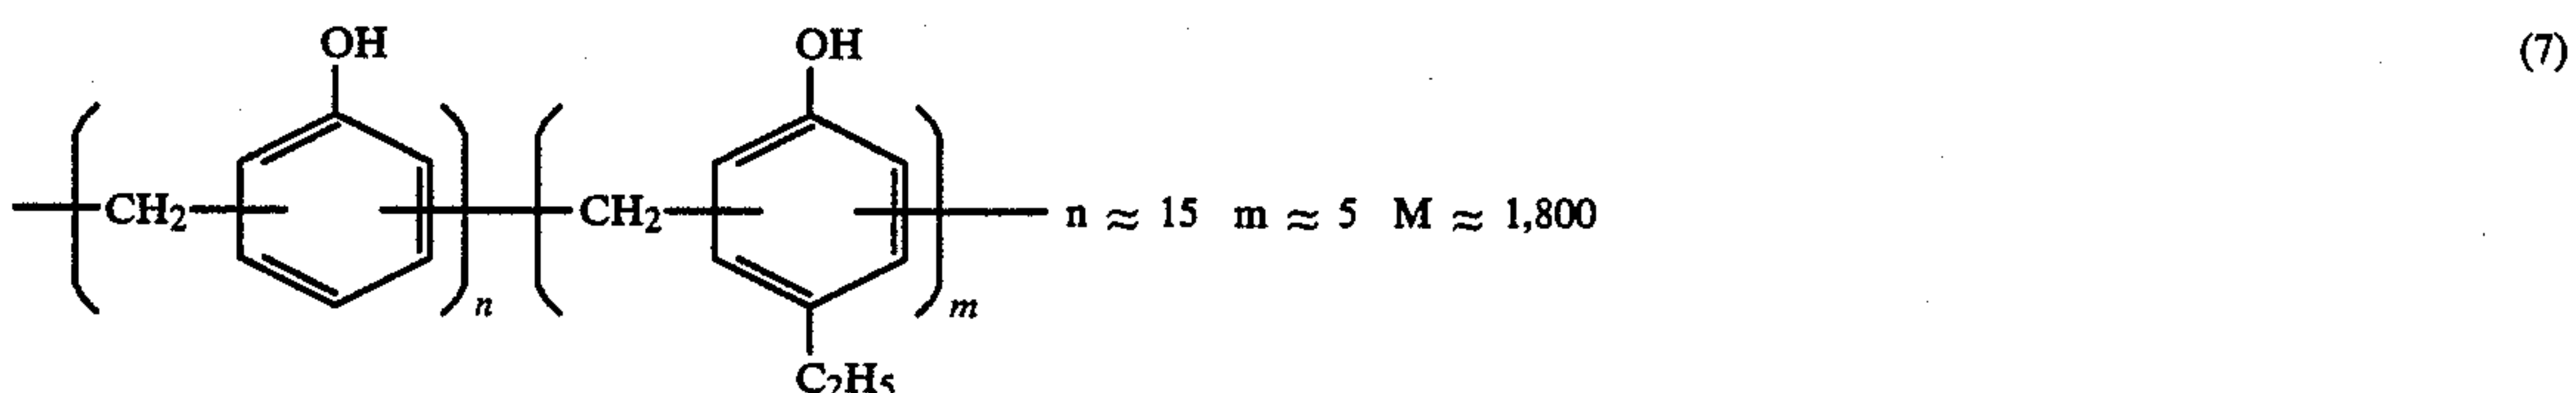 OH OH (7)
CH₂ CH₂ n ≈ 15 m ≈ 5 M ≈ 1,800
n m
C₂H₅